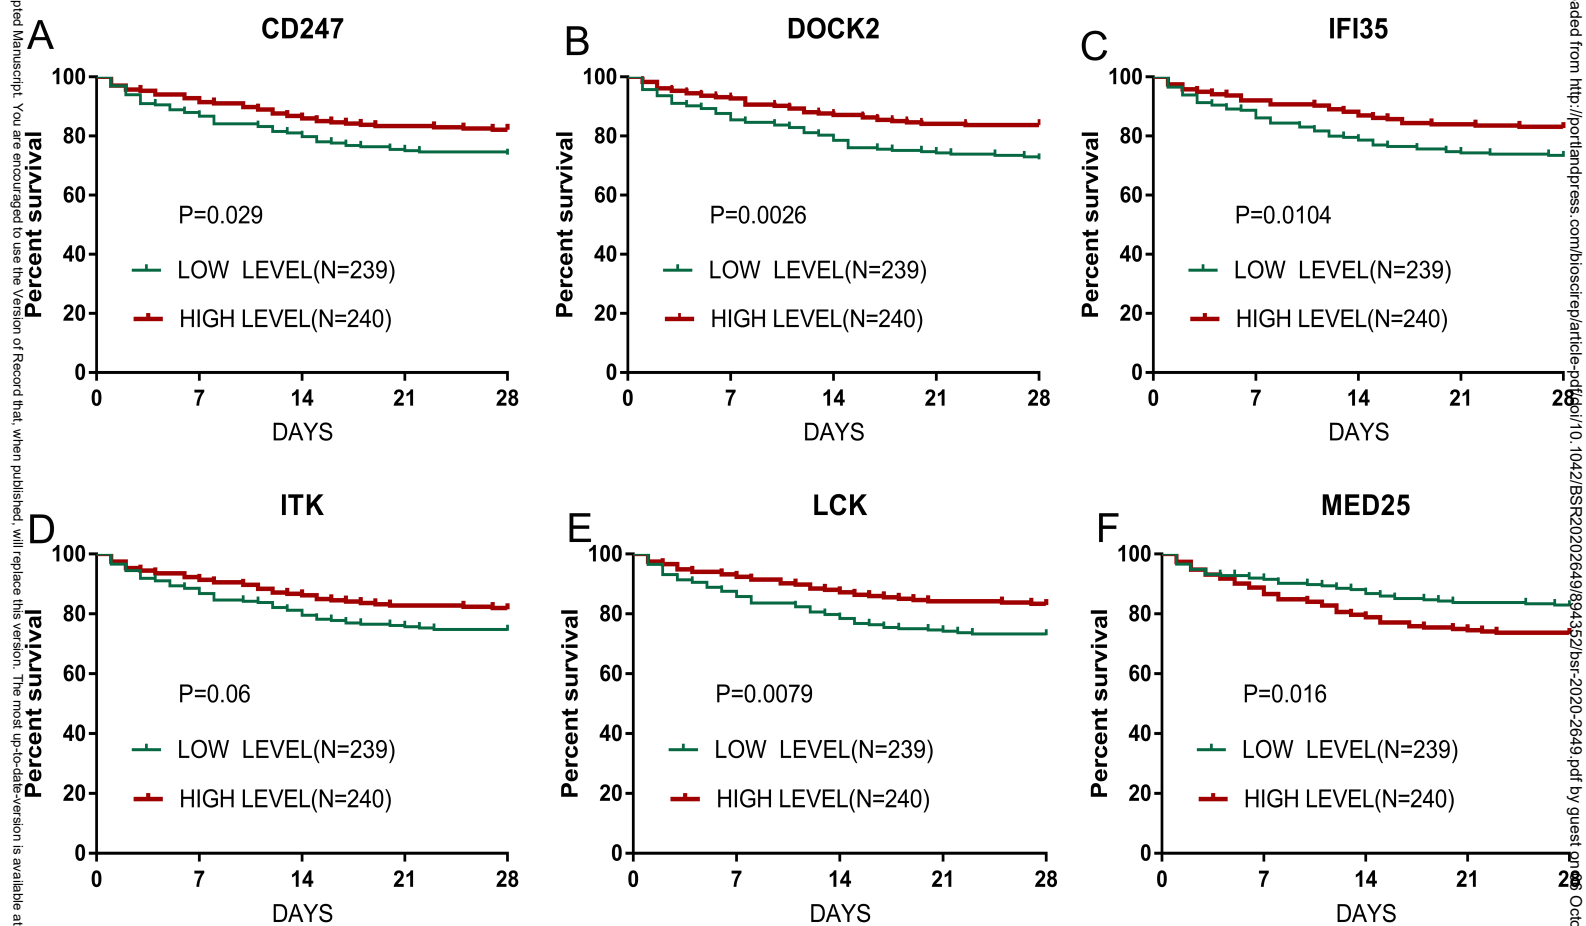 pted Manuscript. You are encouraged to use the Version of Record that, when published, will replace this version. The most up-to-date-version is available at
A
CD247
Percent survival
100
80
60
40
20
0
P=0.029
LOW LEVEL(N=239)
HIGH LEVEL(N=240)
0 7 14 21 28
DAYS
B
DOCK2
Percent survival
100
80
60
40
20
0
P=0.0026
LOW LEVEL(N=239)
HIGH LEVEL(N=240)
0 7 14 21 28
DAYS
C
IFI35
Percent survival
100
80
60
40
20
0
P=0.0104
LOW LEVEL(N=239)
HIGH LEVEL(N=240)
0 7 14 21 28
DAYS
D
ITK
Percent survival
100
80
60
40
20
0
P=0.06
LOW LEVEL(N=239)
HIGH LEVEL(N=240)
0 7 14 21 28
DAYS
E
LCK
Percent survival
100
80
60
40
20
0
P=0.0079
LOW LEVEL(N=239)
HIGH LEVEL(N=240)
0 7 14 21 28
DAYS
F
MED25
Percent survival
100
80
60
40
20
0
P=0.016
LOW LEVEL(N=239)
HIGH LEVEL(N=240)
0 7 14 21 28
DAYS
aded from http://portlandpress.com/bioscirep/article-pdf/doi/10.1042/BSR20202649/894352/bsr-2020-2649.pdf by guest on 06 Octo